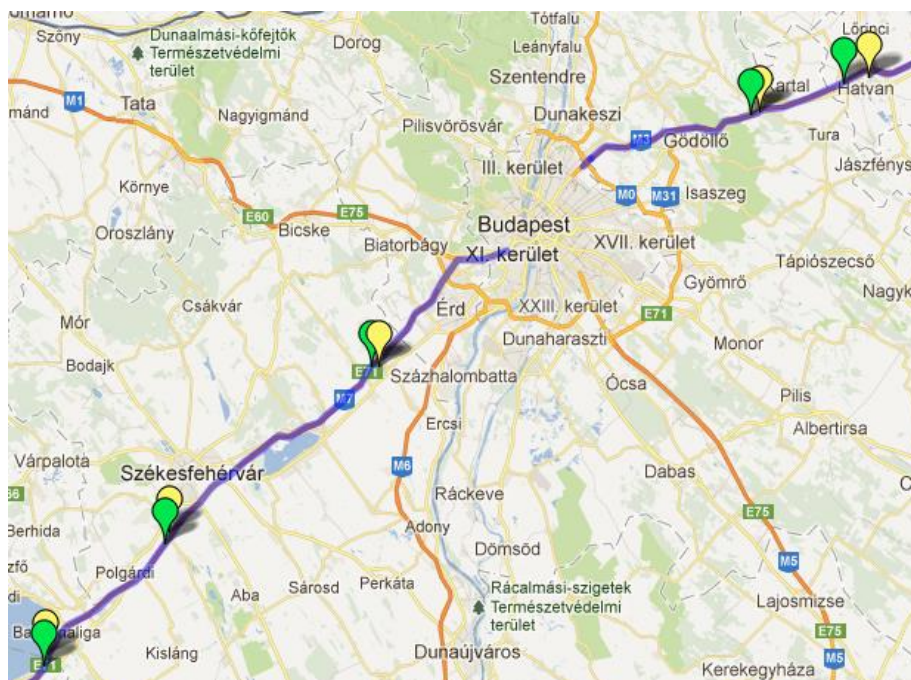 Szőny
Dunaalmási-kőfejtők
Természetvédelmi
terület
Dorog
Tótfalu
Leányfalu
Szentendre
Lőrinci
Kartal
Hatvan
M1
Tata
Nagyigmánd
Dunakeszi
Pilisvörösvár
M3
Gödöllő
Tura
III. kerület
Jászfénys
Környe
M0
M31
Isaszeg
E60
E75
Budapest
Oroszlány
Bicske
Biatorbágy
XI. kerület
XVII. kerület
Tápiószecső
Gyömrő
Nagyk
Csákvár
Érd
XXIII. kerület
E71
Mór
Dunaharaszti
Monor
Bodajk
E71
Százhalombatta
Ócsa
M7
Pilis
Ercsi
Albertirsa
Várpalota
Székesfehérvár
M6
Dabas
66
Ráckeve
C
Berhida
Adony
E75
Dömsöd
M5
Polgárdi
Perkáta
Rácalmási-szigetek
Természetvédelmi
terület
Sárosd
Aba
Lajosmizse
E75
Kisláng
Dunaújváros
M5
Kerekegyháza